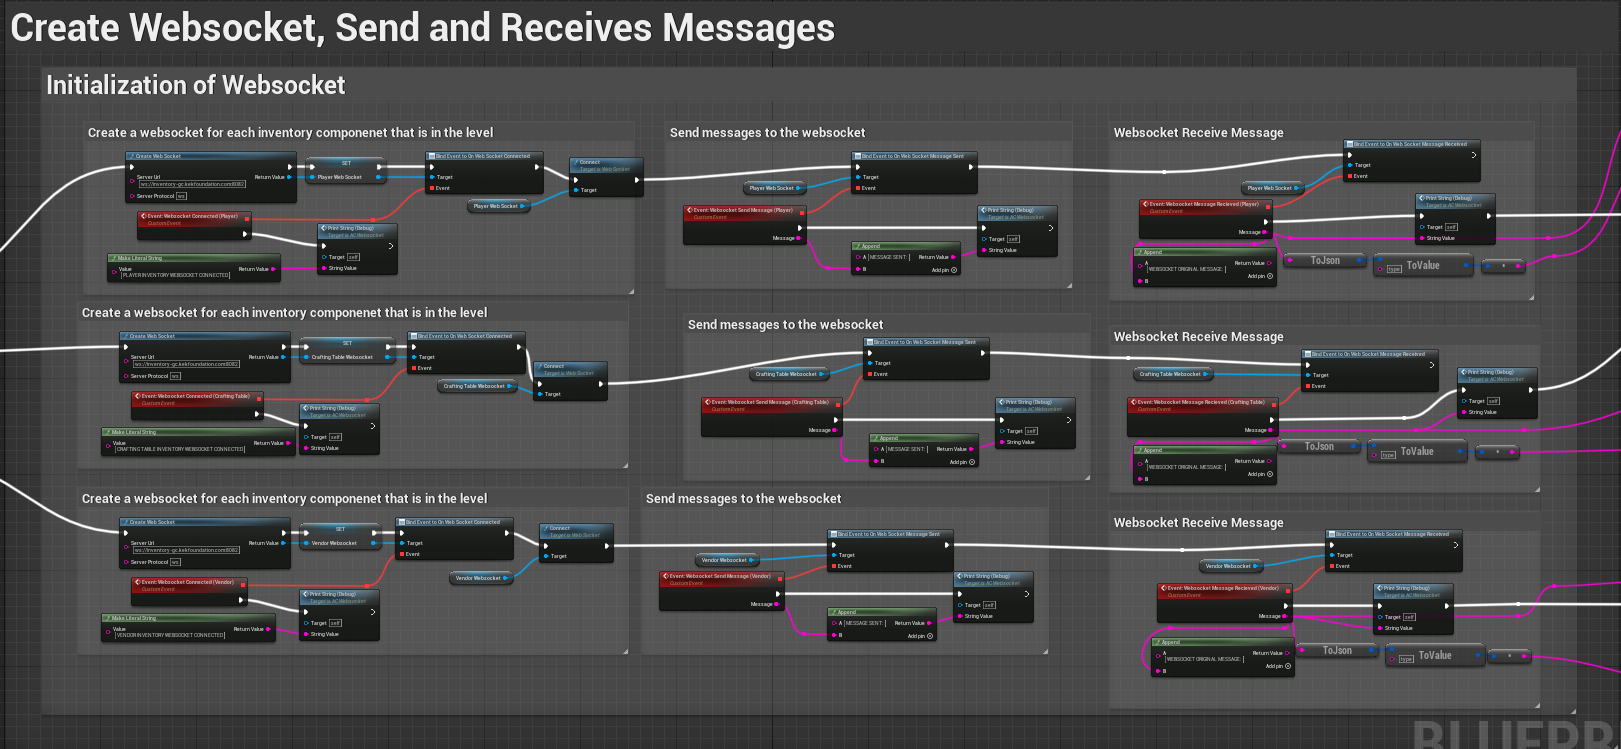 Create Websocket, Send and Receives Messages
Initialization of Websocket
Create a websocket for each inventory componenet that is in the level
Create Web Socket
Server Url
ws://inventory-gc.kekfoundation.com:8082
Server Protocol
ws
Return Value
SET
Player Web Socket
Bind Event to On Web Socket Connected
Target
Event
Connect
Target is Web Socket
Target
Player Web Socket
Event: Websocket Connected (Player)
Custom Event
Print String (Debug)
Target is AC Websocket
Target
self
String Value
Make Literal String
Value
PLAYER INVENTORY WEBSOCKET CONNECTED
Return Value
Send messages to the websocket
Bind Event to On Web Socket Message Sent
Target
Event
Player Web Socket
Event: Websocket Send Message (Player)
Custom Event
Message
Print String (Debug)
Target is AC Websocket
Target
self
String Value
Append
A
MESSAGE SENT:
Return Value
B
Add pin
Websocket Receive Message
Bind Event to On Web Socket Message Received
Target
Event
Player Web Socket
Event: Websocket Message Recieved (Player)
Custom Event
Message
Print String (Debug)
Target is AC Websocket
Target
self
String Value
Append
A
WEBSOCKET ORIGINAL MESSAGE:
Return Value
Add pin
B
ToJson
type
ToValue
Create a websocket for each inventory componenet that is in the level
Create Web Socket
Server Url
ws://inventory-gc.kekfoundation.com:8082
Server Protocol
ws
Return Value
SET
Crafting Table Websocket
Bind Event to On Web Socket Connected
Target
Event
Connect
Target is Web Socket
Target
Crafting Table Websocket
Event: Websocket Connected (Crafting Table)
Custom Event
Print String (Debug)
Target is AC Websocket
Target
self
String Value
Make Literal String
Value
CRAFTING TABLE INVENTORY WEBSOCKET CONNECTED
Return Value
Send messages to the websocket
Bind Event to On Web Socket Message Sent
Target
Event
Crafting Table Websocket
Event: Websocket Send Message (Crafting Table)
Custom Event
Message
Print String (Debug)
Target is AC Websocket
Target
self
String Value
Append
A
MESSAGE SENT:
Return Value
B
Add pin
Websocket Receive Message
Bind Event to On Web Socket Message Received
Target
Event
Crafting Table Websocket
Event: Websocket Message Recieved (Crafting Table)
Custom Event
Message
Print String (Debug)
Target is AC Websocket
Target
self
String Value
Append
A
WEBSOCKET ORIGINAL MESSAGE:
Return Value
Add pin
B
ToJson
type
ToValue
Create a websocket for each inventory componenet that is in the level
Create Web Socket
Server Url
ws://inventory-gc.kekfoundation.com:8082
Server Protocol
ws
Return Value
SET
Vendor Websocket
Bind Event to On Web Socket Connected
Target
Event
Connect
Target is Web Socket
Target
Vendor Websocket
Event: Websocket Connected (Vendor)
Custom Event
Print String (Debug)
Target is AC Websocket
Target
self
String Value
Make Literal String
Value
VENDOR INVENTORY WEBSOCKET CONNECTED
Return Value
Send messages to the websocket
Bind Event to On Web Socket Message Sent
Target
Event
Vendor Websocket
Event: Websocket Send Message (Vendor)
Custom Event
Message
Print String (Debug)
Target is AC Websocket
Target
self
String Value
Append
A
MESSAGE SENT:
Return Value
B
Add pin
Websocket Receive Message
Bind Event to On Web Socket Message Received
Target
Event
Vendor Websocket
Event: Websocket Message Recieved (Vendor)
Custom Event
Message
Print String (Debug)
Target is AC Websocket
Target
self
String Value
Append
A
WEBSOCKET ORIGINAL MESSAGE:
Return Value
Add pin
B
ToJson
type
ToValue